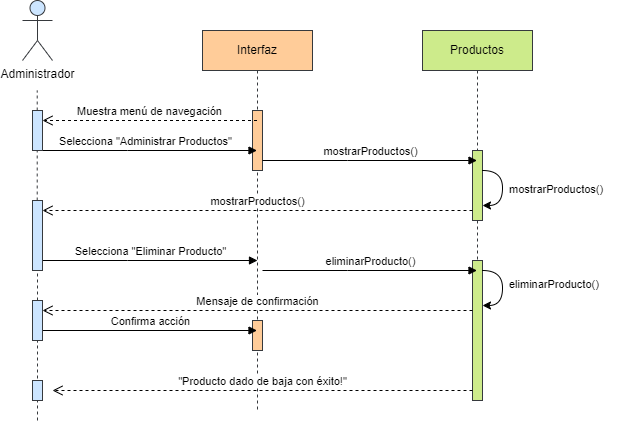 Administrador
Interfaz
Productos
Muestra menú de navegación
Selecciona "Administrar Productos"
mostrarProductos()
mostrarProductos()
mostrarProductos()
Selecciona "Eliminar Producto"
eliminarProducto()
eliminarProducto()
Mensaje de confirmación
Confirma acción
"Producto dado de baja con éxito!"